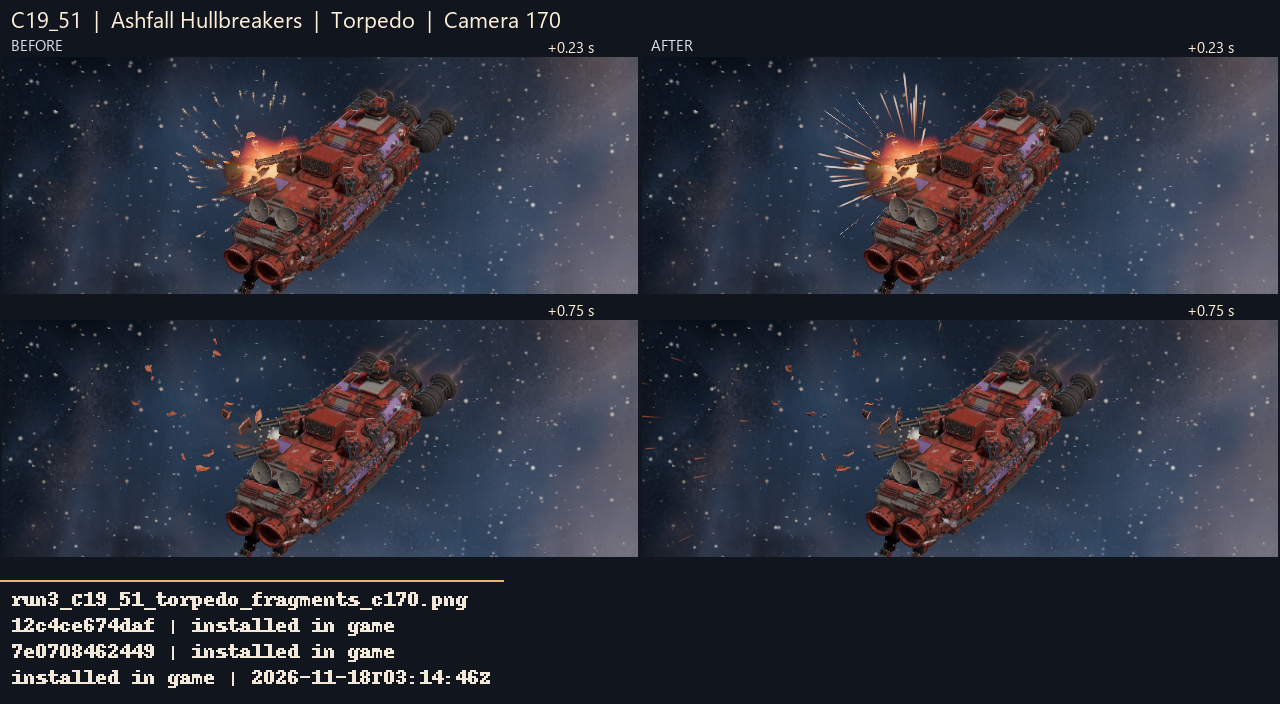 C19_51 | Ashfall Hullbreakers | Torpedo | Camera 170
BEFORE +0.23 s AFTER +0.23 s
+0.75 s +0.75 s
run3_C19_51_torpedo_fragments_c170.png
12c4ce674daf | installed in game
7e0708462449 | installed in game
installed in game | 2026-11-18T03:14:46Z